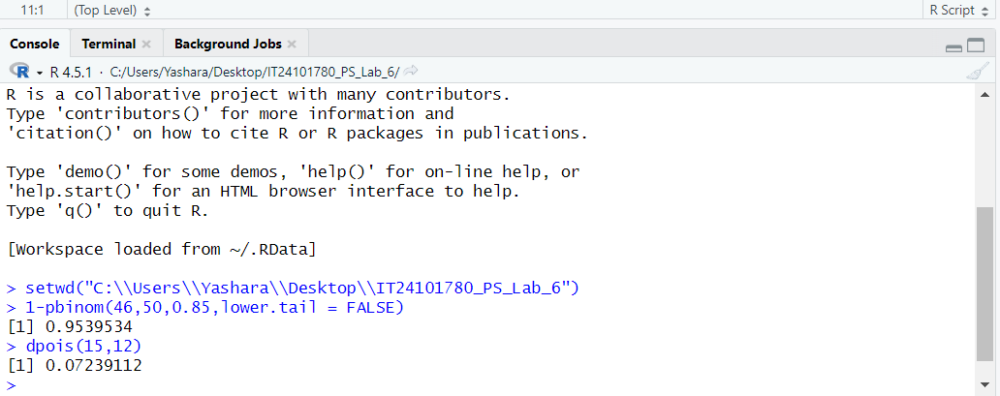 11:1 (Top Level) R Script
Console Terminal Background Jobs
R R 4.5.1 · C:/Users/Yashara/Desktop/IT24101780_PS_Lab_6/
R is a collaborative project with many contributors.
Type 'contributors()' for more information and
'citation()' on how to cite R or R packages in publications.
Type 'demo()' for some demos, 'help()' for on-line help, or
'help.start()' for an HTML browser interface to help.
Type 'q()' to quit R.
[Workspace loaded from ~/.RData]
> setwd("C:\\Users\\Yashara\\Desktop\\IT24101780_PS_Lab_6")
> 1-pbinom(46,50,0.85,lower.tail = FALSE)
[1] 0.9539534
> dpois(15,12)
[1] 0.07239112
>